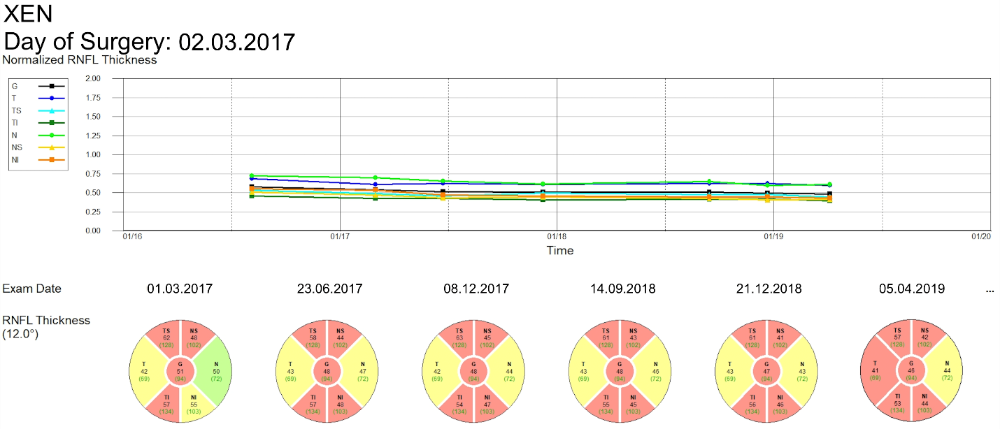 XEN
Day of Surgery: 02.03.2017
Normalized RNFL Thickness
G
T
TS
TI
N
NS
NI
2.00
1.75
1.50
1.25
1.00
0.75
0.50
0.25
0.00
01/16 01/17 01/18 01/19 01/20
Time
Exam Date 01.03.2017 23.06.2017 08.12.2017 14.09.2018 21.12.2018 05.04.2019 ...
RNFL Thickness
(12.0°)
TS NS TS NS TS NS TS NS TS NS TS NS
62 48 58 44 63 45 61 43 61 41 57 42
(128) (102) (128) (102) (128) (102) (128) (102) (128) (102) (128) (102)
T G N T G N T G N T G N T G N T G N
42 51 50 43 48 47 42 48 44 43 48 46 43 47 43 41 46 44
(69) (94) (72) (69) (94) (72) (69) (94) (72) (69) (94) (72) (69) (94) (72) (69) (94) (72)
TI NI TI NI TI NI TI NI TI NI TI NI
57 55 57 48 54 47 55 45 56 46 53 44
(134) (103) (134) (103) (134) (103) (134) (103) (134) (103) (134) (103)